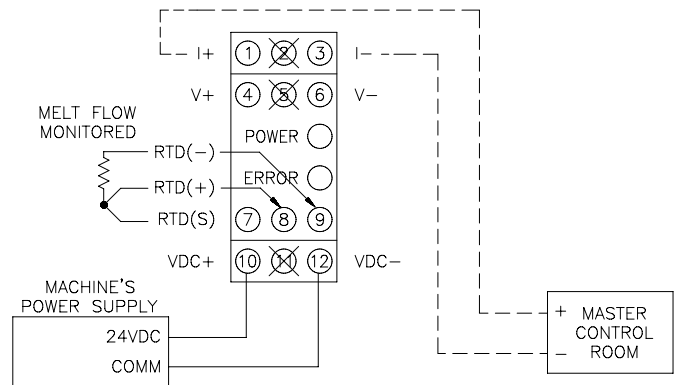 I+ 1 2 3 I-
V+ 4 5 6 V-
MELT FLOW
MONITORED
POWER
RTD(-)
ERROR
RTD(+)
RTD(S) 7 8 9
VDC+ 10 11 12 VDC-
MACHINE'S
POWER SUPPLY
24VDC
COMM
+ MASTER
CONTROL
- ROOM